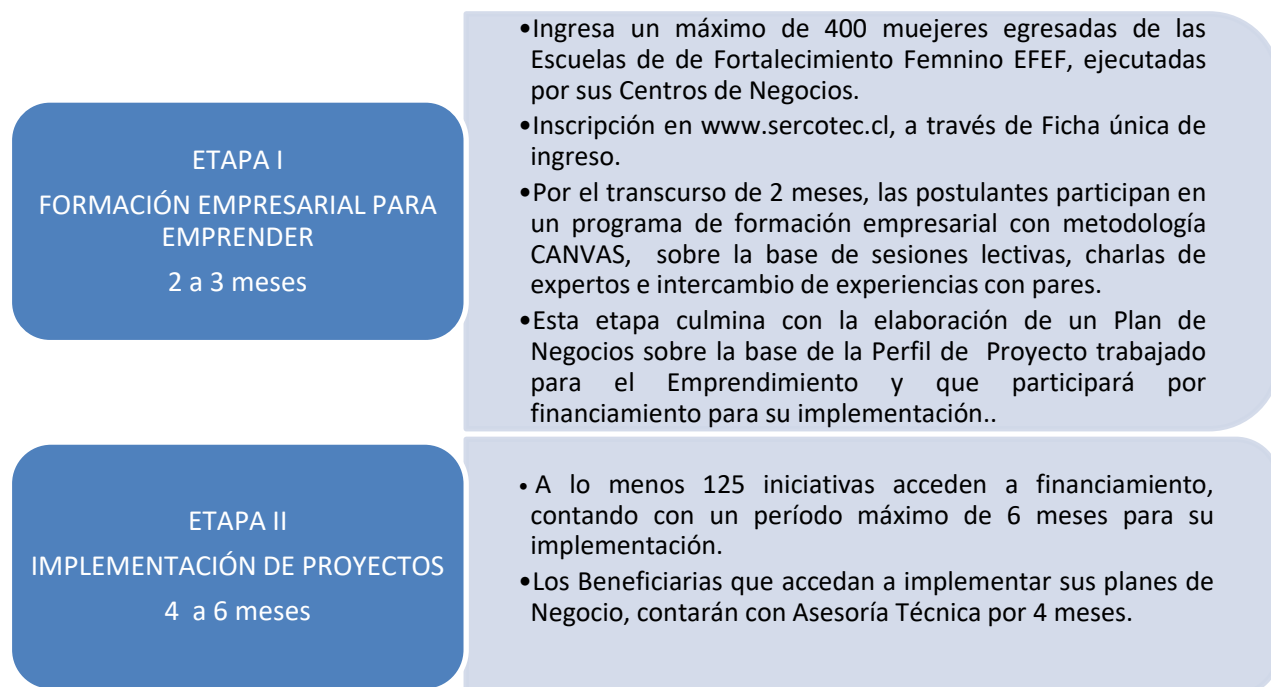 ETAPA I
FORMACIÓN EMPRESARIAL PARA
EMPRENDER
2 a 3 meses
•Ingresa un máximo de 400 muejeres egresadas de las
Escuelas de de Fortalecimiento Femnino EFEF, ejecutadas
por sus Centros de Negocios.
•Inscripción en www.sercotec.cl, a través de Ficha única de
ingreso.
•Por el transcurso de 2 meses, las postulantes participan en
un programa de formación empresarial con metodología
CANVAS, sobre la base de sesiones lectivas, charlas de
expertos e intercambio de experiencias con pares.
•Esta etapa culmina con la elaboración de un Plan de
Negocios sobre la base de la Perfil de Proyecto trabajado
para el Emprendimiento y que participará por
financiamiento para su implementación..
ETAPA II
IMPLEMENTACIÓN DE PROYECTOS
4 a 6 meses
• A lo menos 125 iniciativas acceden a financiamiento,
contando con un período máximo de 6 meses para su
implementación.
•Los Beneficiarias que accedan a implementar sus planes de
Negocio, contarán con Asesoría Técnica por 4 meses.